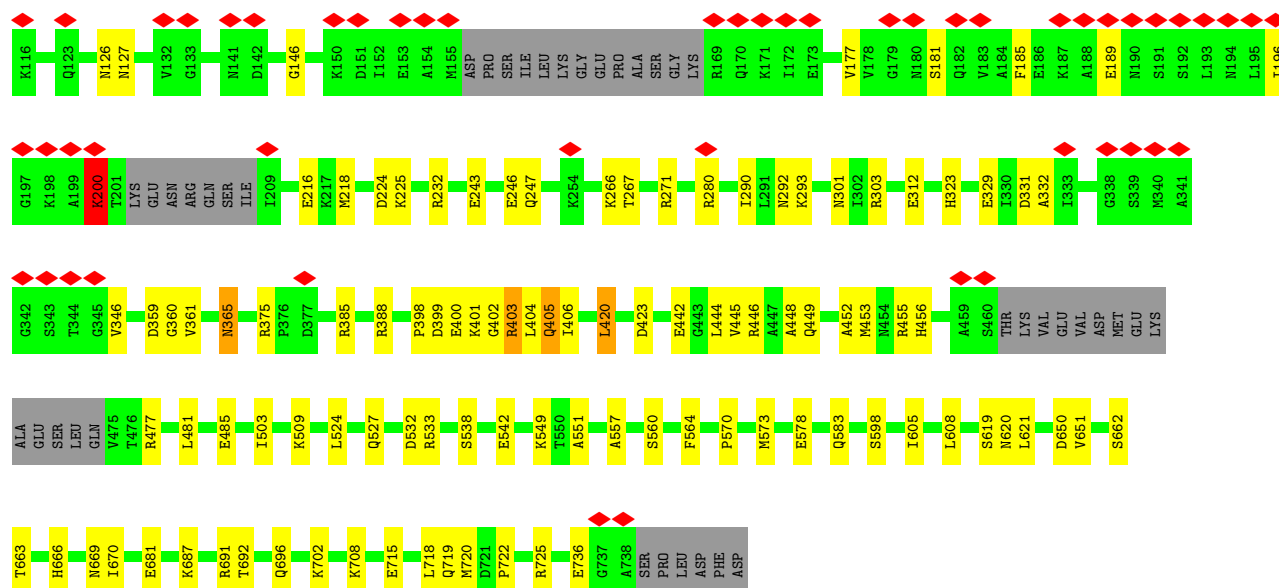 K116 Q123 N126 N127 V132 G133 N141 D142 G146 K150 D151 I152 E153 A154 M155 ASP PRO SER ILE LEU LYS GLY GLU PRO ALA SER GLY LYS R169 Q170 K171 I172 E173 V177 V178 G179 N180 S181 Q182 V183 A184 F185 E186 K187 A188 E189 N190 S191 S192 L193 N194 L195 I196
G197 K198 A199 K200 T201 LYS GLU ASN ARG GLN SER ILE I209 E216 K217 M218 D224 K225 R232 E243 E246 Q247 K254 K266 T267 R271 R280 I290 L291 N292 K293 N301 I302 R303 E312 H323 E329 I330 D331 A332 I333 G338 S339 M340 A341
G342 S343 T344 G345 V346 D359 G360 V361 N365 R375 P376 D377 R385 R388 D398 D399 E400 K401 G402 R403 L404 Q405 I406 L420 D423 E442 G443 L444 V445 R446 A447 A448 Q449 A452 M453 N454 R455 H456 A459 S460 THR LYS VAL GLU VAL ASP MET GLU LYS
ALA GLU SER LEU GLN V475 T476 R477 L481 E485 I503 K509 L524 Q527 D532 R533 S538 E542 K549 T550 A551 A557 S560 F564 P570 M573 E578 Q583 S598 I605 L608 S619 N620 L621 D650 V651 S662
T663 H666 N669 I670 E681 K687 R691 T692 Q696 K702 K708 E715 L718 Q719 M720 D721 P722 R725 E736 G737 A738 SER PRO LEU ASP PHE ASP